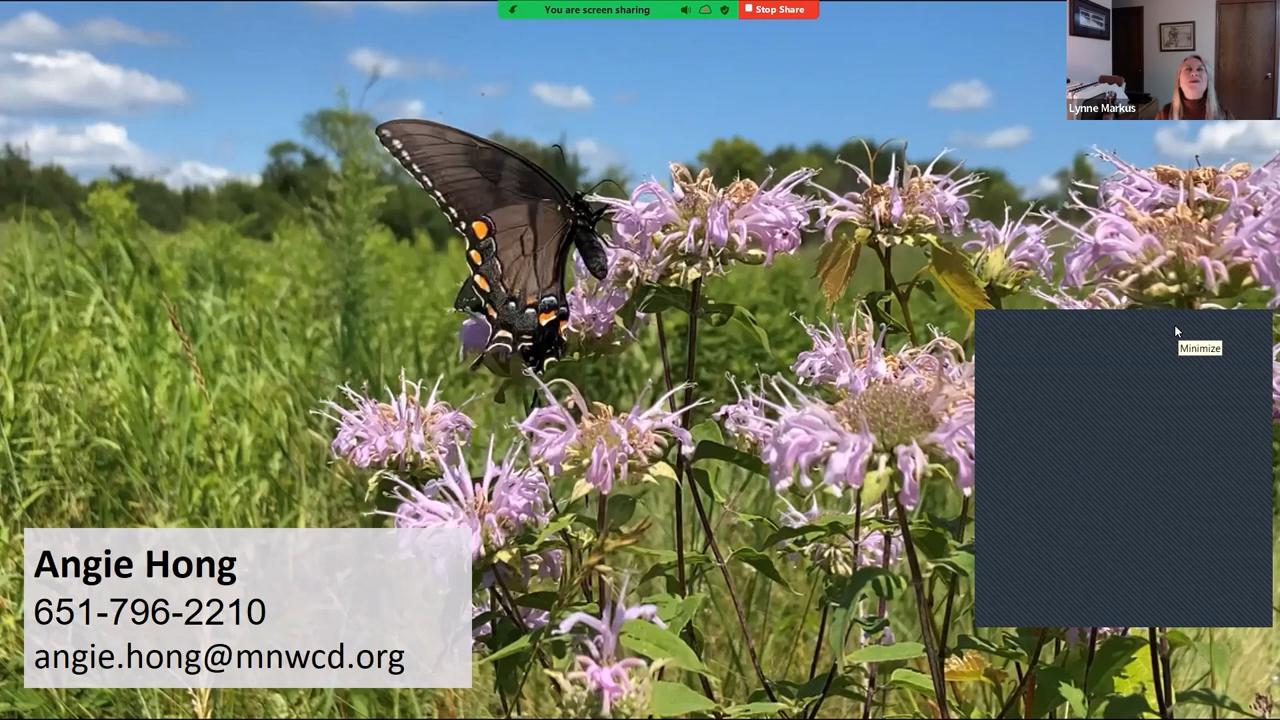 You are screen sharing
Stop Share
Lynne Markus
Minimize
Angie Hong
651-796-2210
angie.hong@mnwcd.org